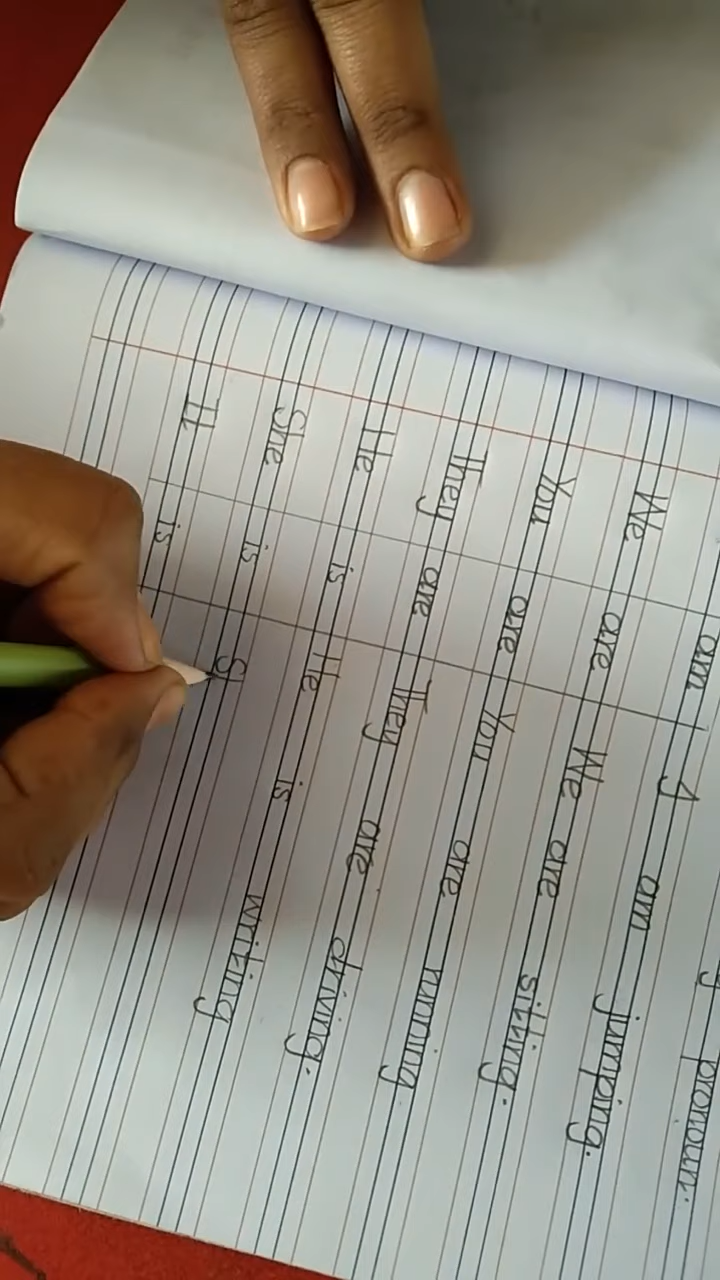 pronoun.
am I am jumping.
We are We are sitting.
You are You are running
They are They are driving.
He is He is writing
She is Sh
It is